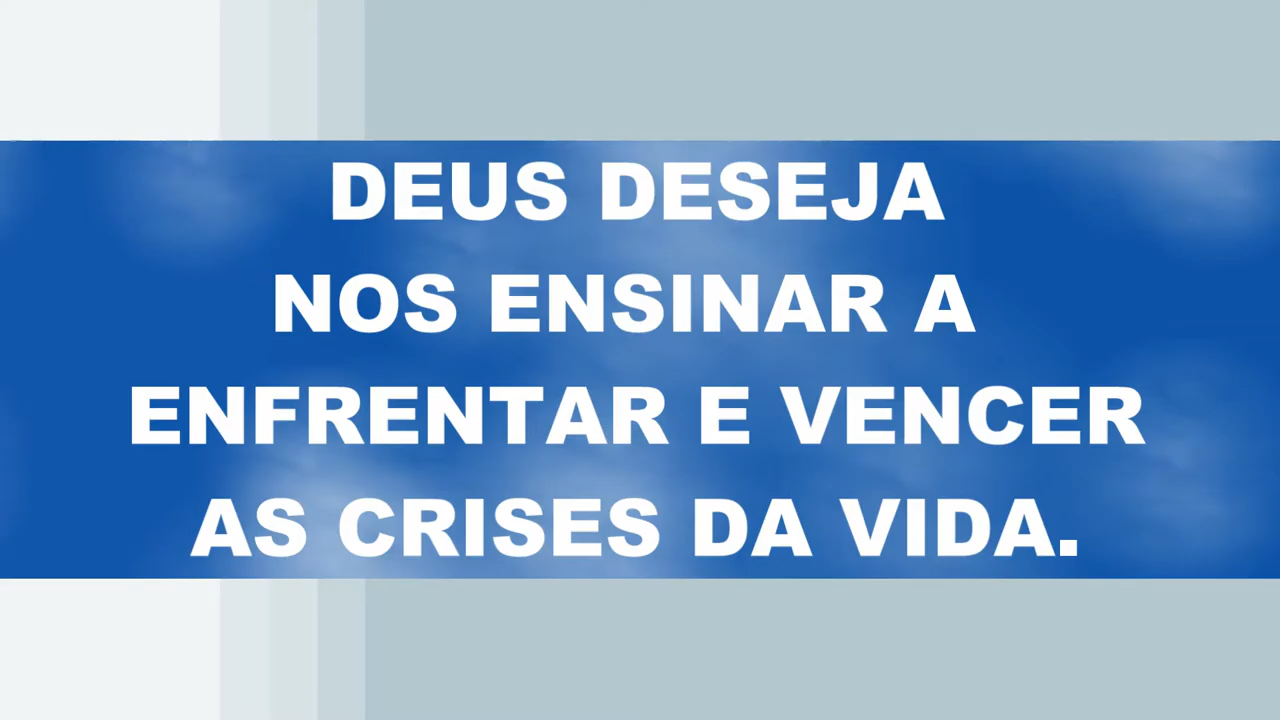 DEUS DESEJA
NOS ENSINAR A
ENFRENTAR E VENCER
AS CRISES DA VIDA.